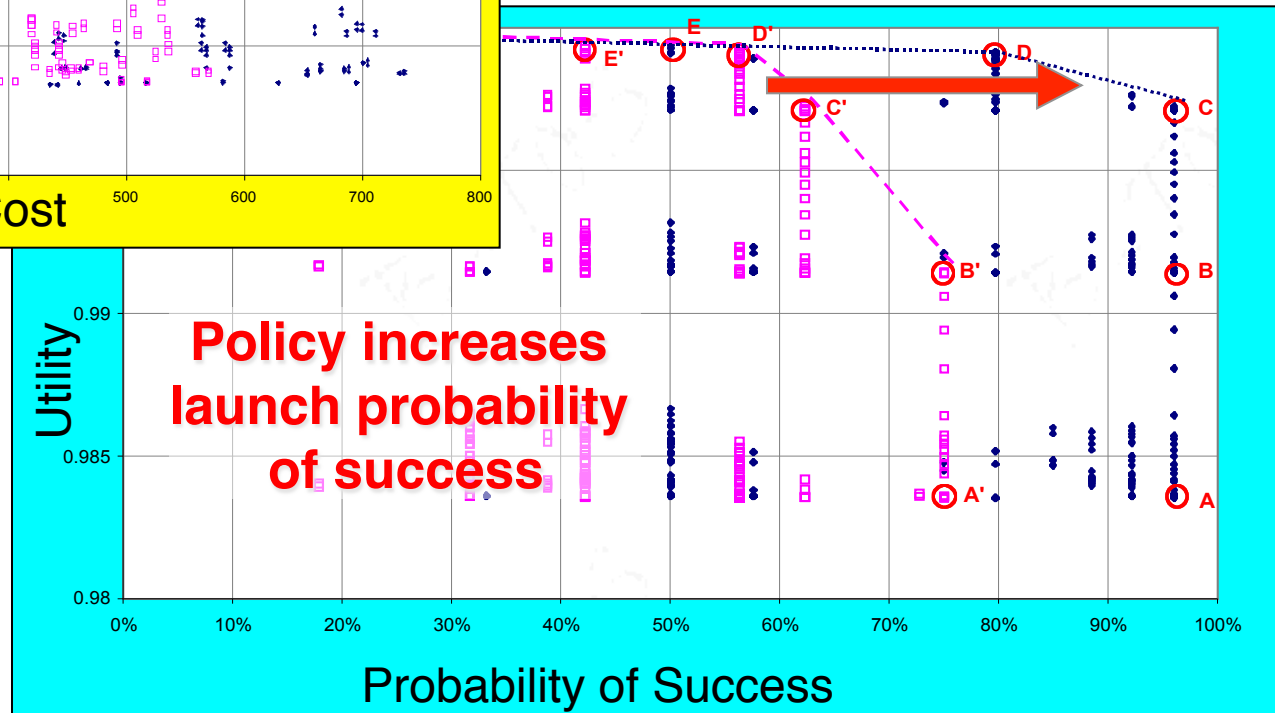 500
600
700
800
Cost
E
D'
E'
D
C'
C
B'
B
0.99
Utility
Policy increases
launch probability
of success
0.985
A'
A
0.98
0%
10%
20%
30%
40%
50%
60%
70%
80%
90%
100%
Probability of Success